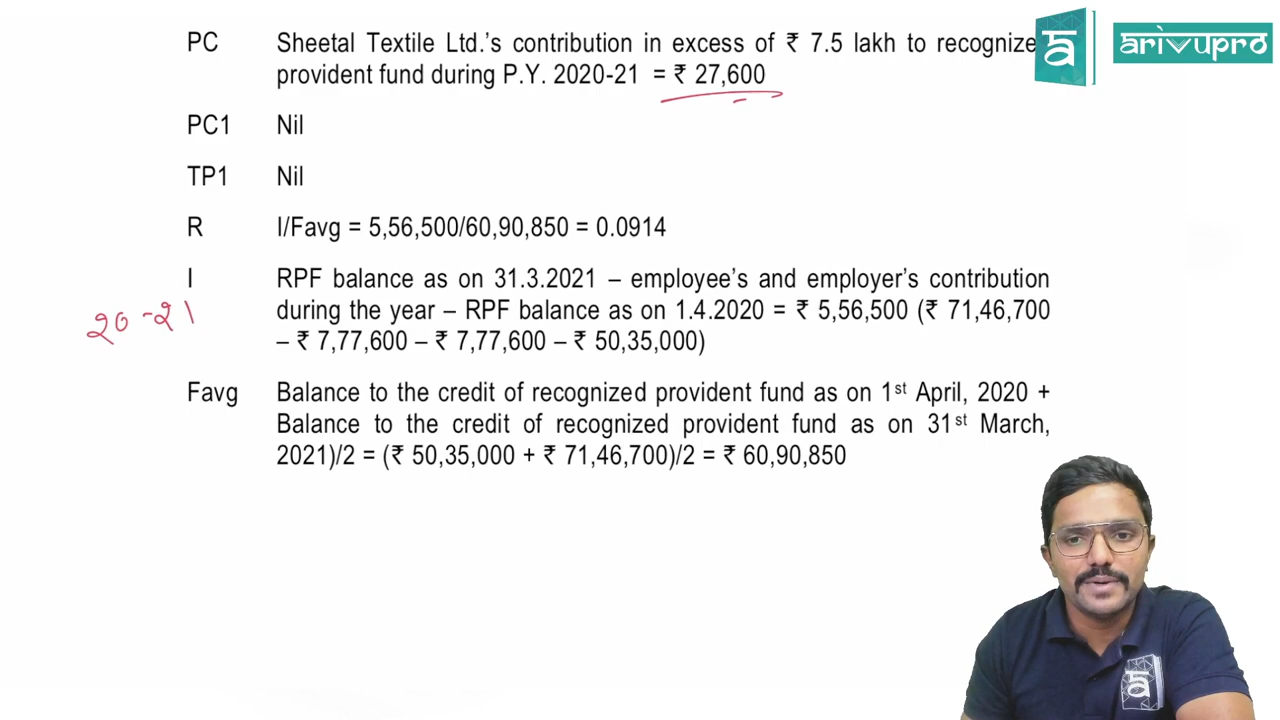 PC Sheetal Textile Ltd.'s contribution in excess of ₹ 7.5 lakh to recognize
provident fund during P.Y. 2020-21 = ₹ 27,600
arivupro
PC1 Nil
TP1 Nil
R I/Favg = 5,56,500/60,90,850 = 0.0914
I RPF balance as on 31.3.2021 – employee's and employer's contribution
during the year – RPF balance as on 1.4.2020 = ₹ 5,56,500 (₹ 71,46,700
– ₹ 7,77,600 – ₹ 7,77,600 – ₹ 50,35,000)
20-21
Favg Balance to the credit of recognized provident fund as on 1st April, 2020 +
Balance to the credit of recognized provident fund as on 31st March,
2021)/2 = (₹ 50,35,000 + ₹ 71,46,700)/2 = ₹ 60,90,850